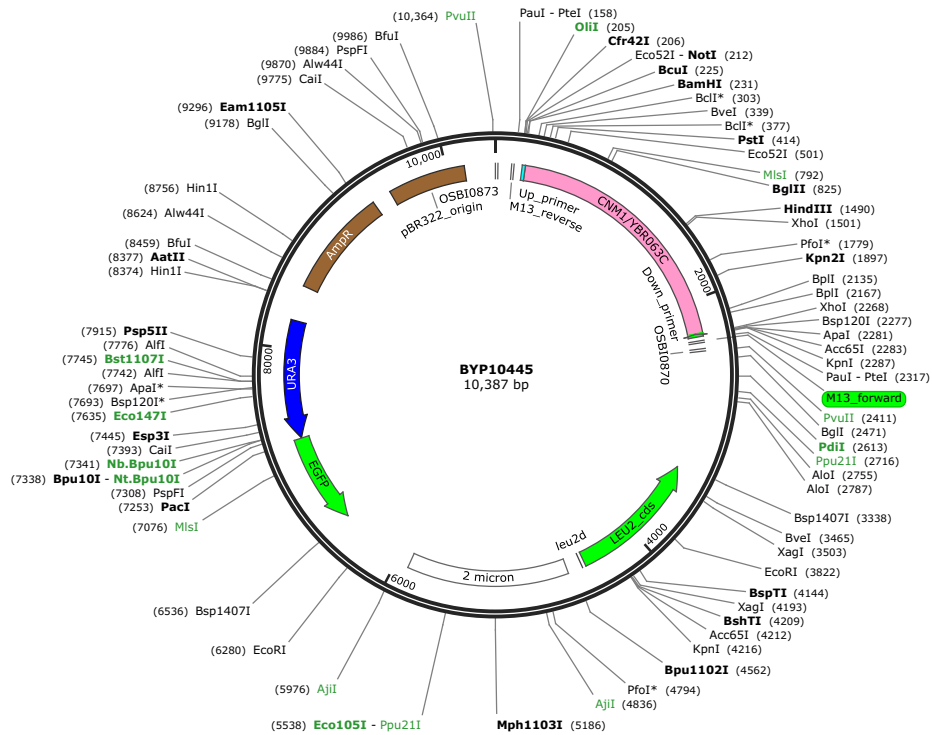 (10,364) PvuII
(9986) BfuI
(9884) PspFI
(9870) Alw44I
(9775) CaiI
(9296) Eam1105I
(9178) BglI
(8756) Hin1I
(8624) Alw44I
(8459) BfuI
(8377) AatII
(8374) Hin1I
(7915) Psp5II
(7776) AlfI
(7745) Bst1107I
(7742) AlfI
(7697) ApaI*
(7693) Bsp120I*
(7635) Eco147I
(7445) Esp3I
(7393) CaiI
(7341) Nb.Bpu10I
(7338) Bpu10I - Nt.Bpu10I
(7308) PspFI
(7253) PacI
(7076) MlsI
(6536) Bsp1407I
(6280) EcoRI
(5976) AjiI
(5538) Eco105I - Ppu21I
PauI - PteI (158)
OliI (205)
Cfr42I (206)
Eco52I - NotI (212)
BcuI (225)
BamHI (231)
BclI* (303)
BveI (339)
BclI* (377)
PstI (414)
Eco52I (501)
MlsI (792)
BglII (825)
HindIII (1490)
XhoI (1501)
PfoI* (1779)
Kpn2I (1897)
BplI (2135)
BplI (2167)
XhoI (2268)
Bsp120I (2277)
ApaI (2281)
Acc65I (2283)
KpnI (2287)
PauI - PteI (2317)
M13_forward
PvuII (2411)
BglI (2471)
PdiI (2613)
Ppu21I (2716)
AloI (2755)
AloI (2787)
Bsp1407I (3338)
BveI (3465)
XagI (3503)
EcoRI (3822)
BspTI (4144)
XagI (4193)
BshTI (4209)
Acc65I (4212)
KpnI (4216)
Bpu1102I (4562)
PfoI* (4794)
AjiI (4836)
Mph1103I (5186)
10,000
2000
4000
6000
8000
OSBI0873
pBR322_origin
AmpR
URA3
EGFP
2 micron
leu2d
LEU2_cds
Up_primer
M13_reverse
CNM1/YBR063C
Down_primer
OSBI0870
BYP10445
10,387 bp